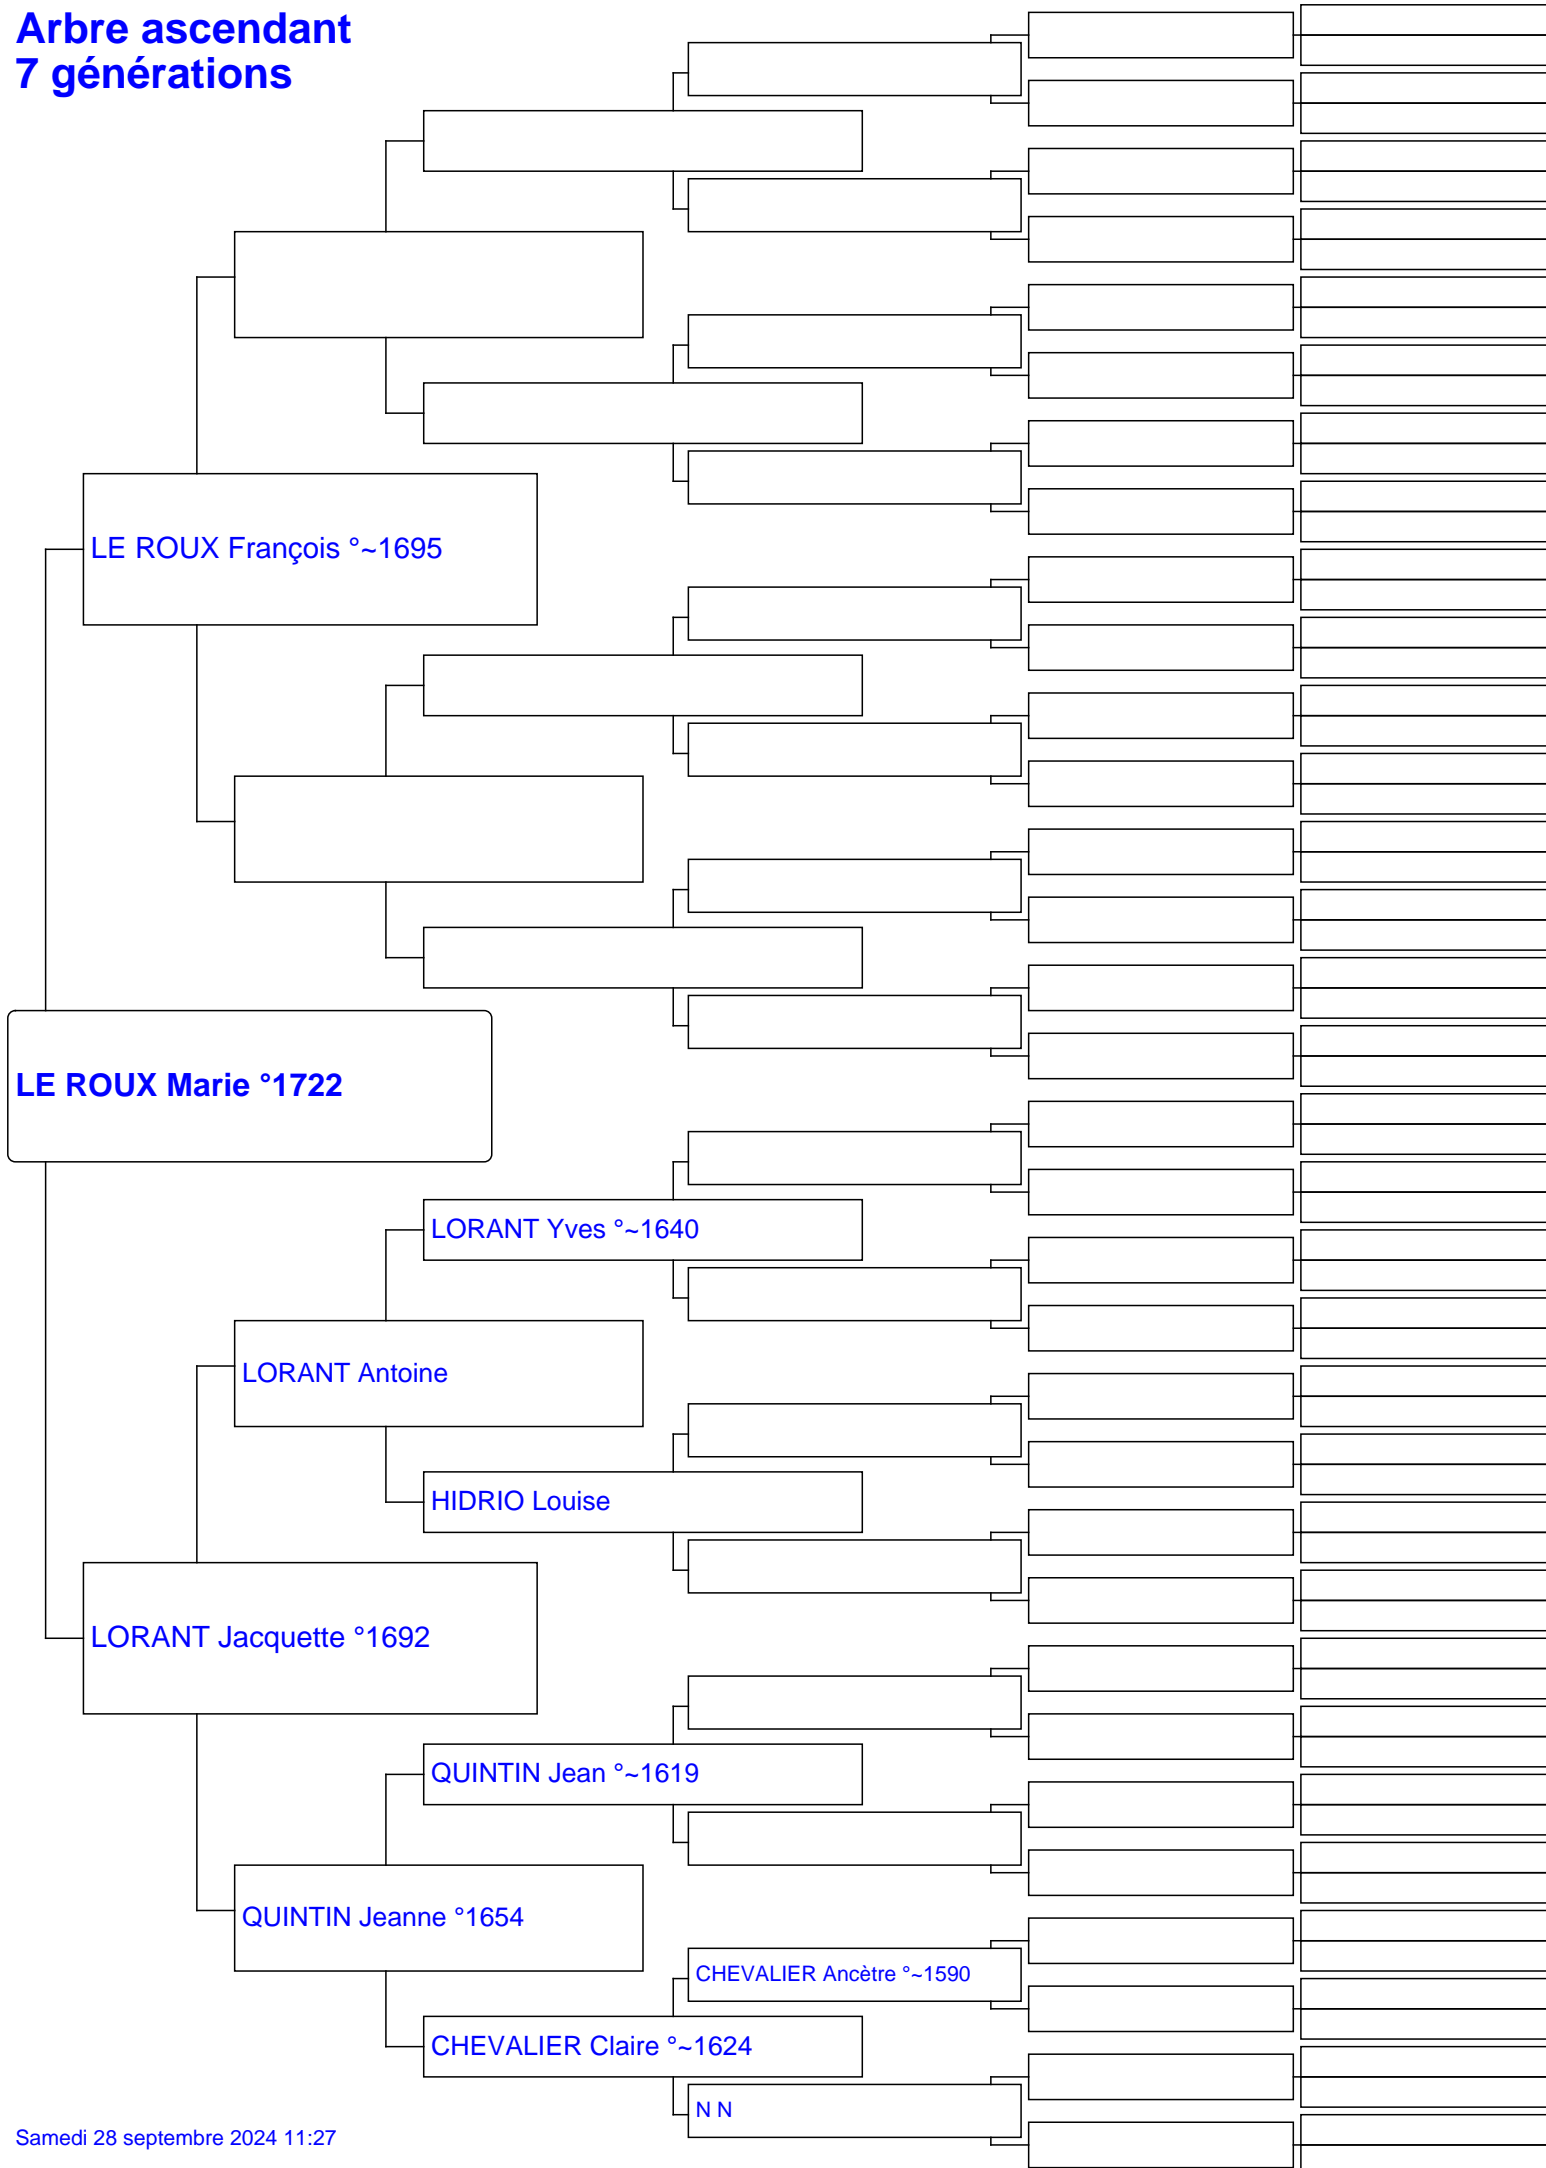 Arbre ascendant
7 générations
LE ROUX François °~1695
LE ROUX Marie °1722
LORANT Yves °~1640
LORANT Antoine
HIDRIO Louise
LORANT Jacquette °1692
QUINTIN Jean °~1619
QUINTIN Jeanne °1654
CHEVALIER Ancètre °~1590
CHEVALIER Claire °~1624
N N
Samedi 28 septembre 2024 11:27